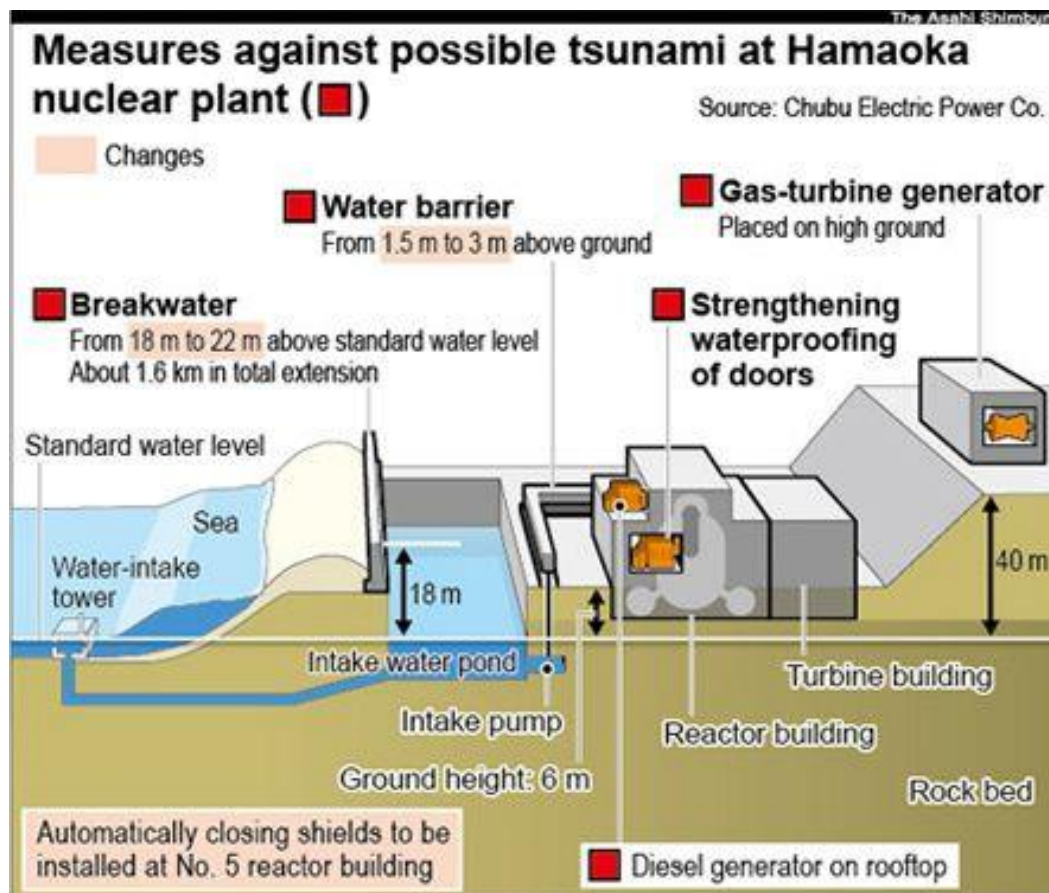 The Asahi Shimbun
Measures against possible tsunami at Hamaoka
nuclear plant ( )
Source: Chubu Electric Power Co.
Changes
Water barrier
From 1.5 m to 3 m above ground
Gas-turbine generator
Placed on high ground
Breakwater
From 18 m to 22 m above standard water level
About 1.6 km in total extension
Strengthening
waterproofing
of doors
Standard water level
Sea
Water-intake
tower
18 m
40 m
Intake water pond
Turbine building
Intake pump
Reactor building
Ground height: 6 m
Rock bed
Automatically closing shields to be
installed at No. 5 reactor building
Diesel generator on rooftop